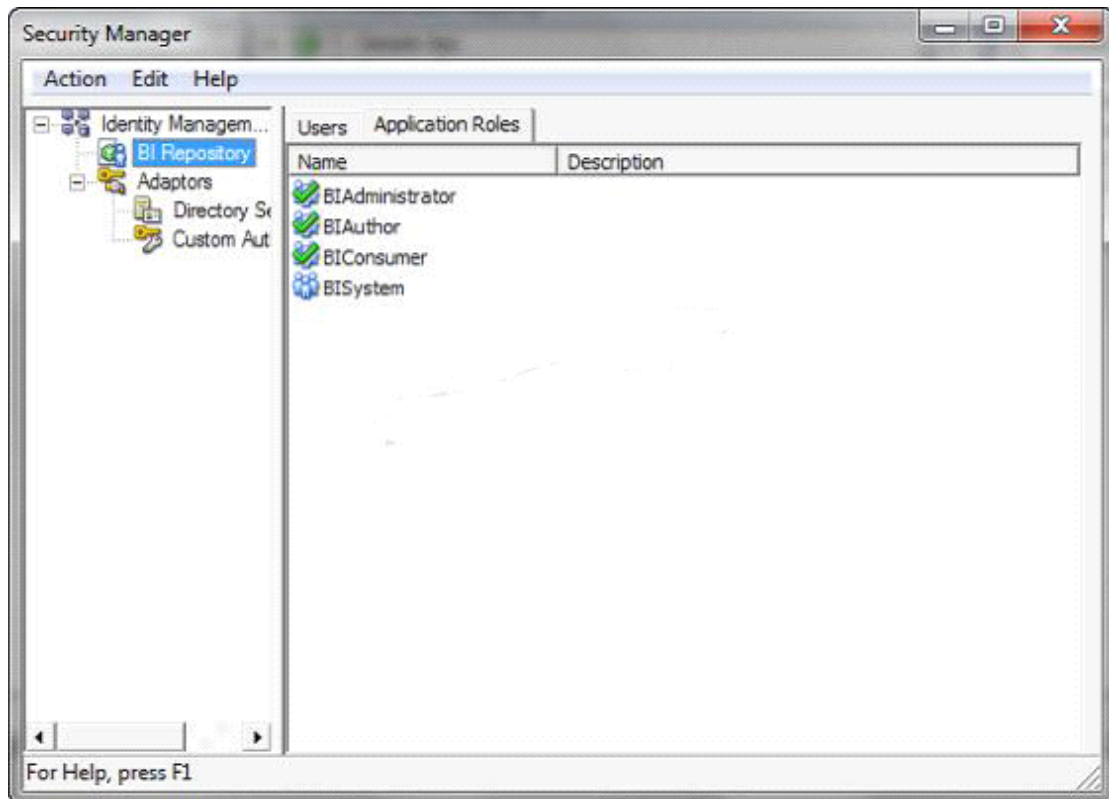 Security Manager
Action Edit Help
Identity Managem...
BI Repository
Adaptors
Directory Se
Custom Aut
Users Application Roles
Name Description
BIAdministrator
BIAuthor
BIConsumer
BISystem
For Help, press F1